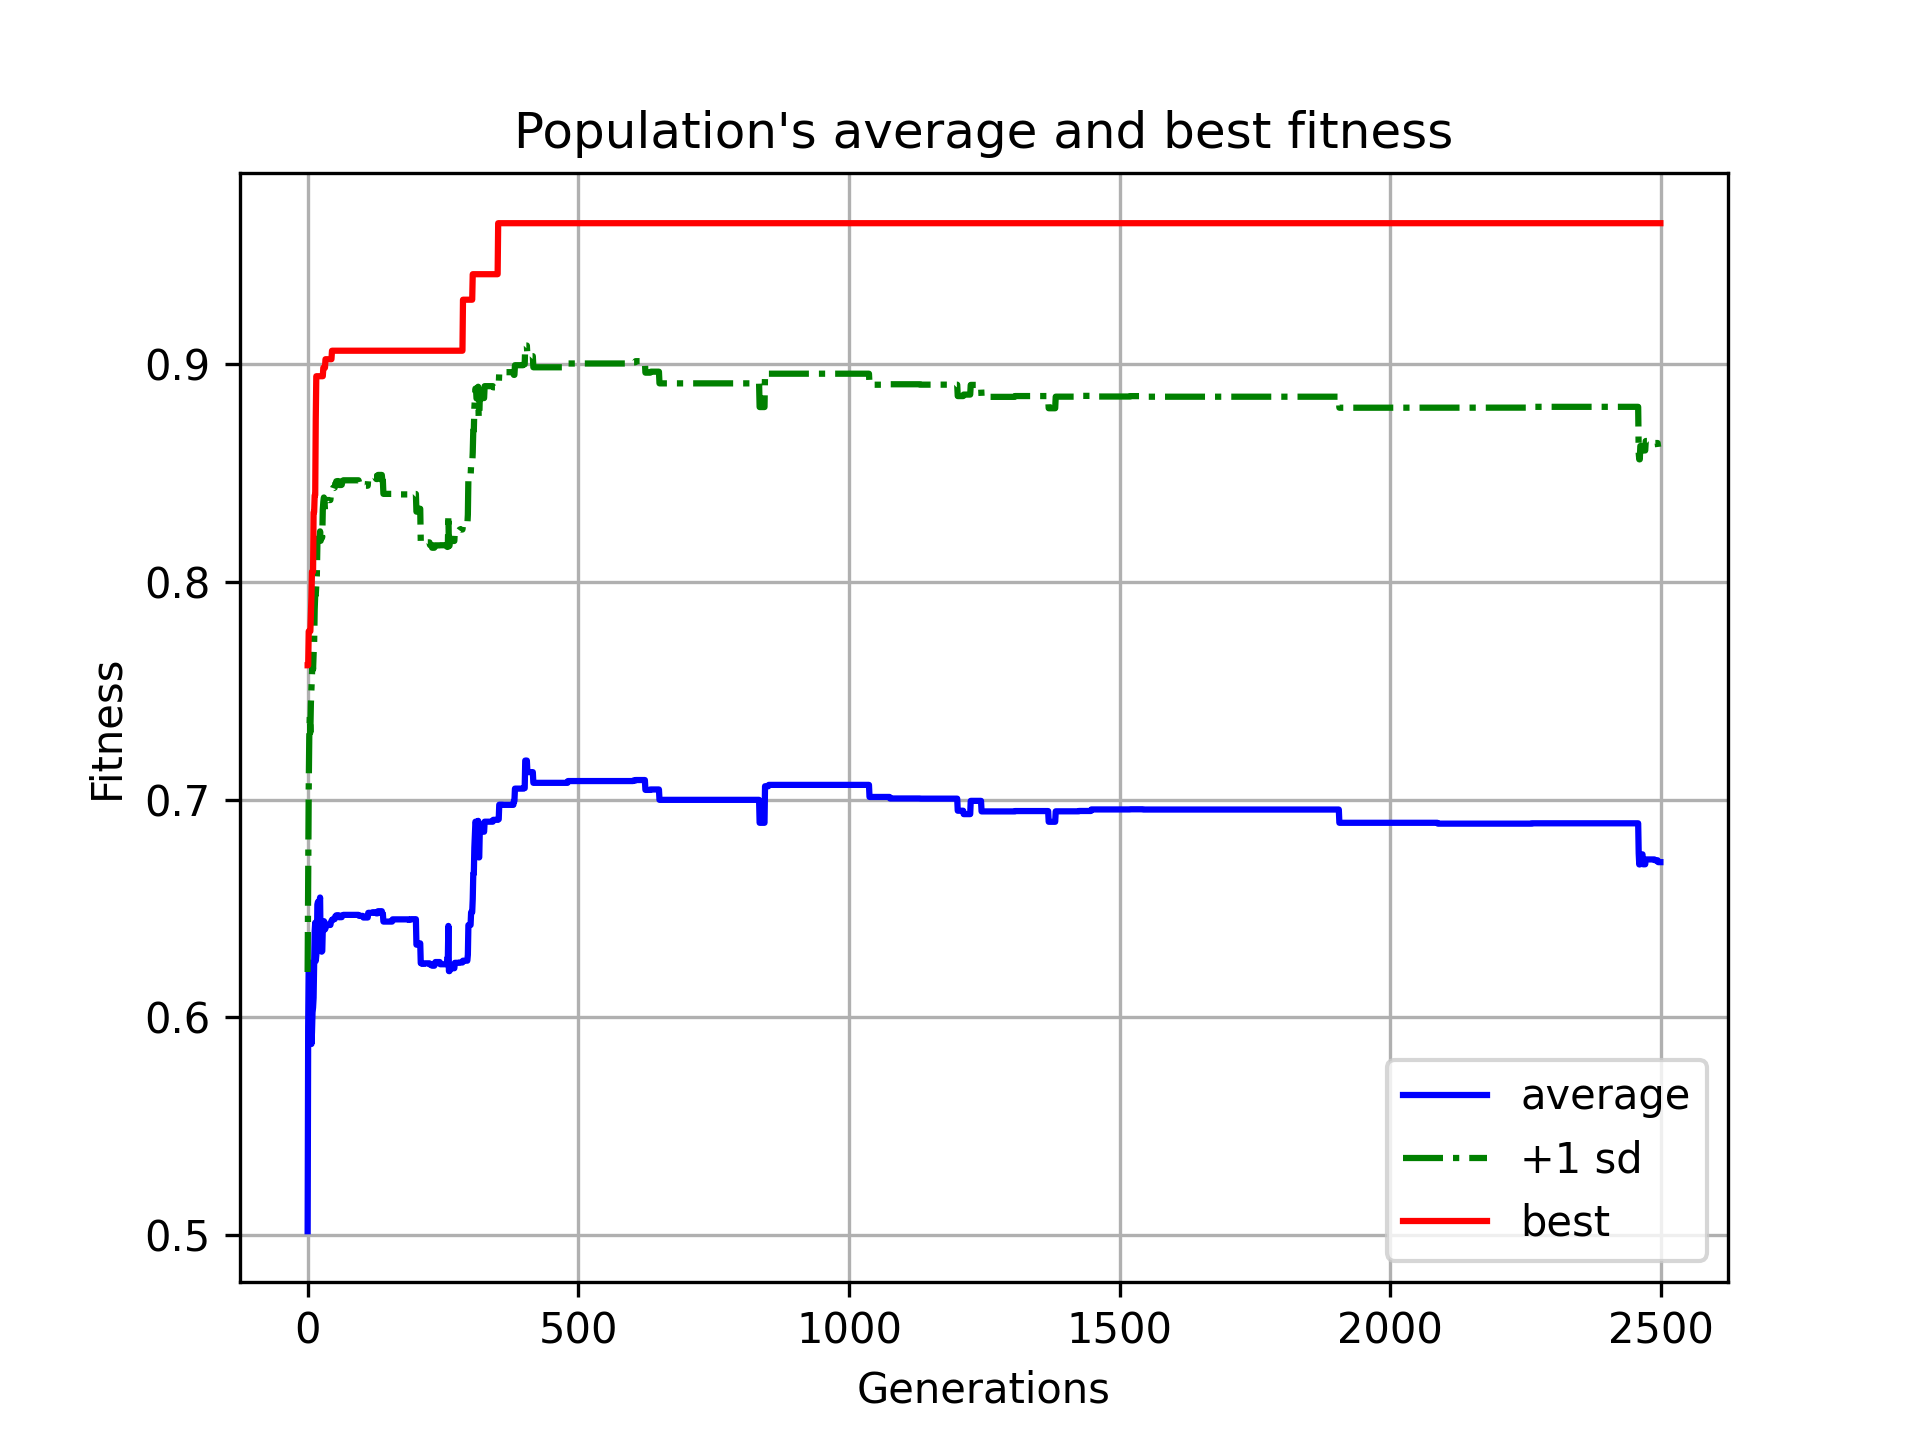 Population's average and best fitness
Fitness
0.9
0.8
0.7
0.6
0.5
average
+1 sd
best
0 500 1000 1500 2000 2500
Generations